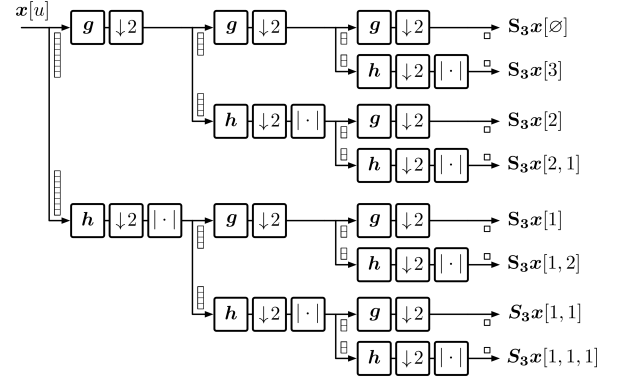 x[u]
g ↓2 g ↓2 g ↓2 S₃x[∅]
h ↓2 |·| S₃x[3]
h ↓2 |·| g ↓2 S₃x[2]
h ↓2 |·| S₃x[2, 1]
h ↓2 |·| g ↓2 g ↓2 S₃x[1]
h ↓2 |·| S₃x[1, 2]
h ↓2 |·| g ↓2 S₃x[1, 1]
h ↓2 |·| S₃x[1, 1, 1]